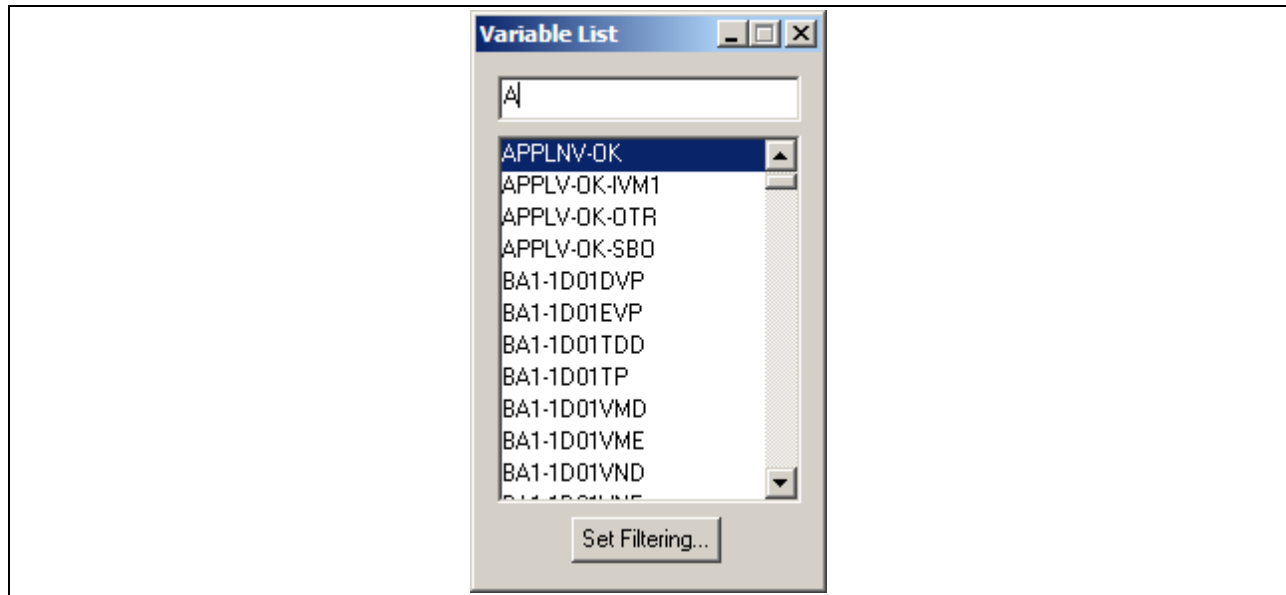 Variable List
A
APPLNV-OK
APPLV-OK-IVM1
APPLV-OK-OTR
APPLV-OK-SBO
BA1-1D01DVP
BA1-1D01EVP
BA1-1D01TDD
BA1-1D01TP
BA1-1D01VMD
BA1-1D01VME
BA1-1D01VND
Set Filtering...